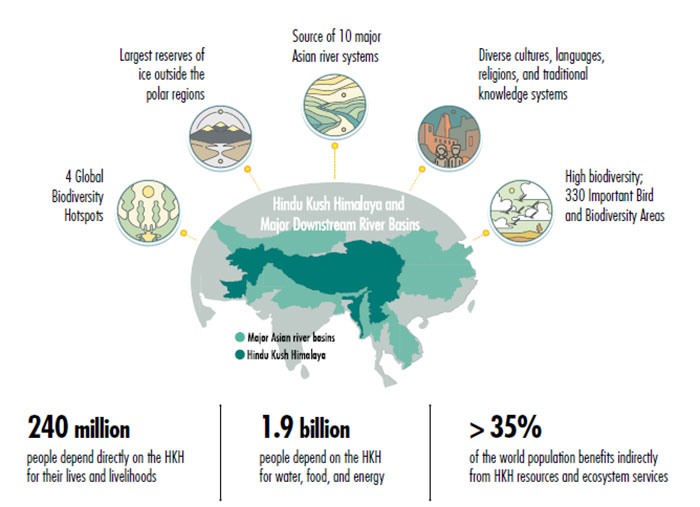 Source of 10 major
Asian river systems
Largest reserves of
ice outside the
polar regions
Diverse cultures, languages,
religions, and traditional
knowledge systems
4 Global
Biodiversity
Hotspots
High biodiversity;
330 Important Bird
and Biodiversity Areas
Hindu Kush Himalaya and
Major Downstream River Basins
Major Asian river basins
Hindu Kush Himalaya
240 million
people depend directly on the HKH
for their lives and livelihoods
1.9 billion
people depend on the HKH
for water, food, and energy
> 35%
of the world population benefits indirectly
from HKH resources and ecosystem services